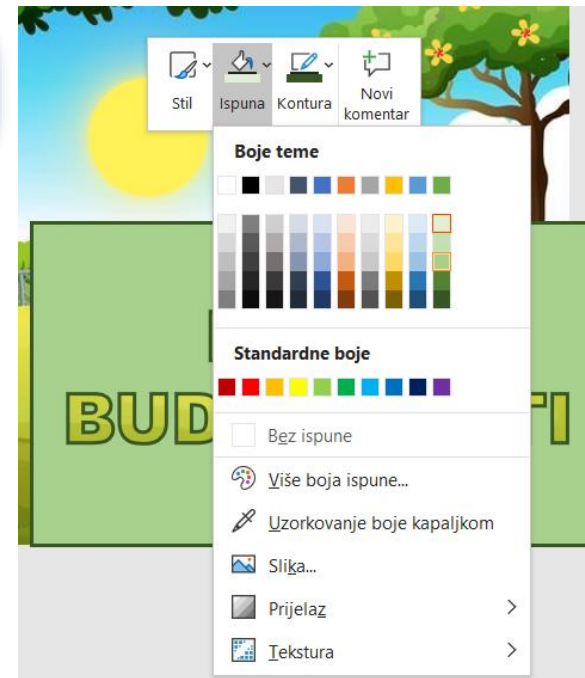 Stil
Ispuna
Kontura
Novi
komentar
Boje teme
Standardne boje
Bez ispune
Više boja ispune...
Uzorkovanje boje kapaljkom
Slika...
Prijelaz
Tekstura